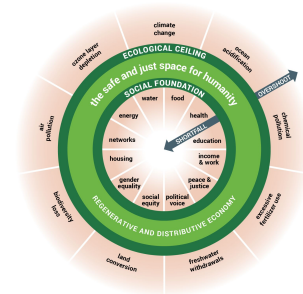 climate
change
ozone layer
depletion
ocean
acidification
ECOLOGICAL CEILING
the safe and just space for humanity
OVERSHOOT
SOCIAL FOUNDATION
water
food
energy
health
SHORTFALL
air
pollution
chemical
pollution
networks
education
housing
income
& work
gender
equality
peace &
justice
social
equity
political
voice
biodiversity
loss
excessive
fertilizer use
REGENERATIVE AND DISTRIBUTIVE ECONOMY
land
conversion
freshwater
withdrawals